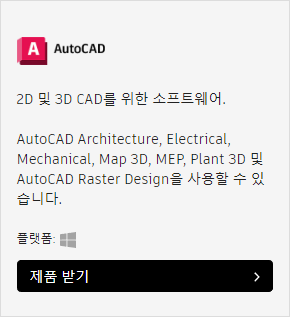 A AutoCAD
2D 및 3D CAD를 위한 소프트웨어.
AutoCAD Architecture, Electrical,
Mechanical, Map 3D, MEP, Plant 3D 및
AutoCAD Raster Design을 사용할 수 있
습니다.
플랫폼:
제품 받기